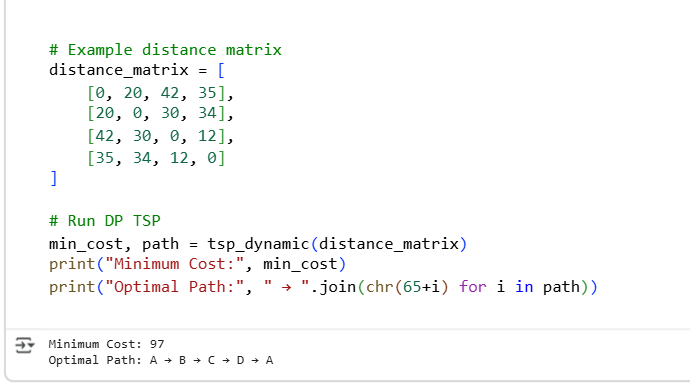 # Example distance matrix
distance_matrix = [
    [0, 20, 42, 35],
    [20, 0, 30, 34],
    [42, 30, 0, 12],
    [35, 34, 12, 0]
]
# Run DP TSP
min_cost, path = tsp_dynamic(distance_matrix)
print("Minimum Cost:", min_cost)
print("Optimal Path:", " → ".join(chr(65+i) for i in path))
Minimum Cost: 97
Optimal Path: A → B → C → D → A